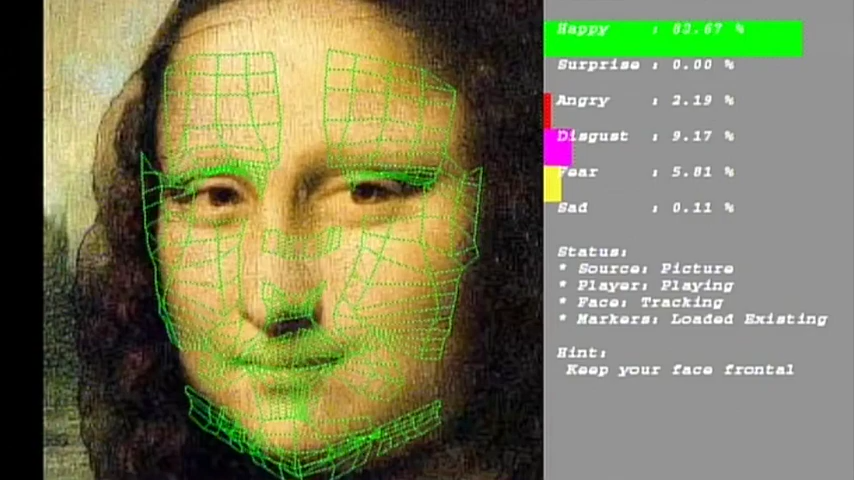 Happy : 82.67 %
Surprise : 0.00 %
Angry : 2.19 %
Disgust : 9.17 %
Fear : 5.81 %
Sad : 0.11 %
Status:
* Source: Picture
* Player: Playing
* Face: Tracking
* Markers: Loaded Existing
Hint:
Keep your face frontal